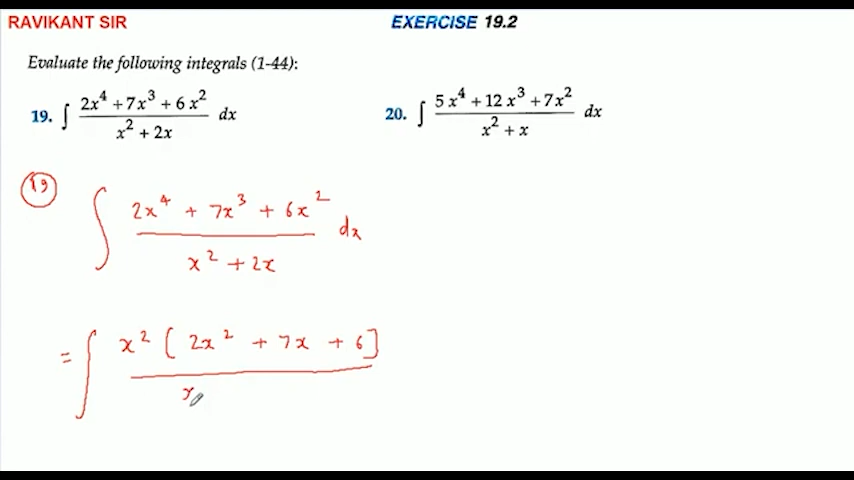 RAVIKANT SIR EXERCISE 19.2
Evaluate the following integrals (1-44):
19. ∫ (2x⁴ + 7x³ + 6x²)/(x² + 2x) dx 20. ∫ (5x⁴ + 12x³ + 7x²)/(x² + x) dx
19 ∫ (2x⁴ + 7x³ + 6x²)/(x² + 2x) dx
= ∫ x² [2x² + 7x + 6]/x